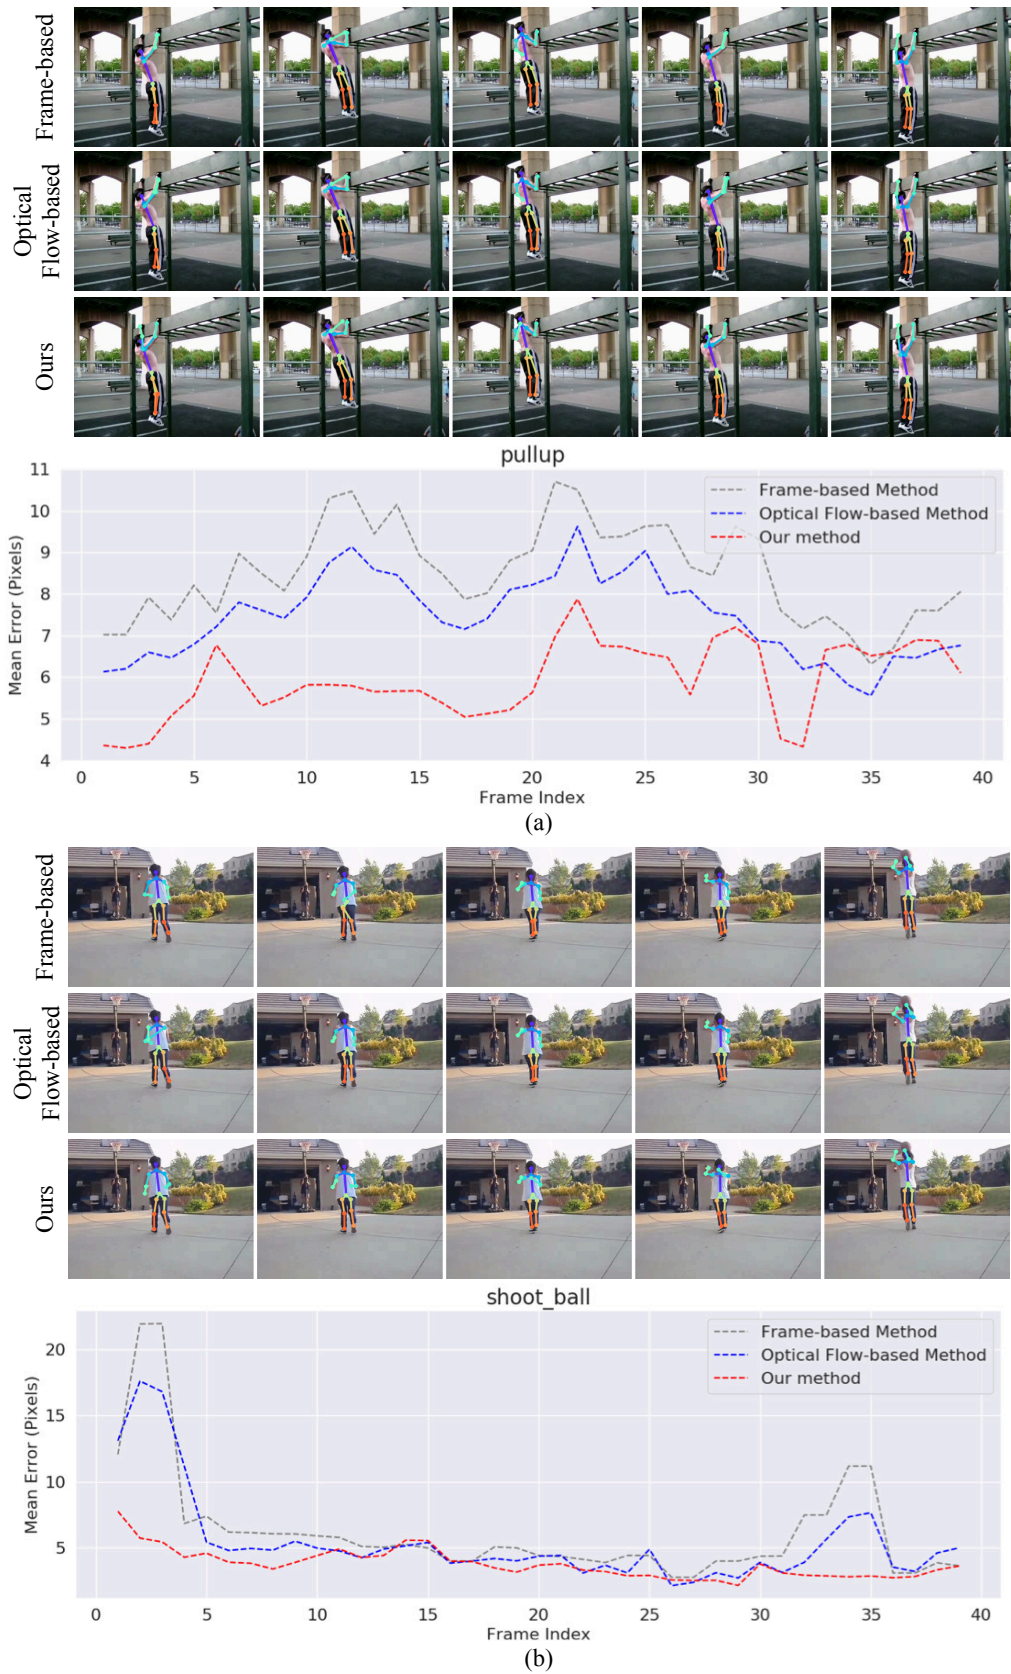 Frame-based
Optical
Flow-based
Ours
pullup
11
10
9
8
7
6
5
4
Mean Error (Pixels)
Frame-based Method
Optical Flow-based Method
Our method
0 5 10 15 20 25 30 35 40
Frame Index
(a)
Frame-based
Optical
Flow-based
Ours
shoot_ball
20
15
10
5
Mean Error (Pixels)
Frame-based Method
Optical Flow-based Method
Our method
0 5 10 15 20 25 30 35 40
Frame Index
(b)